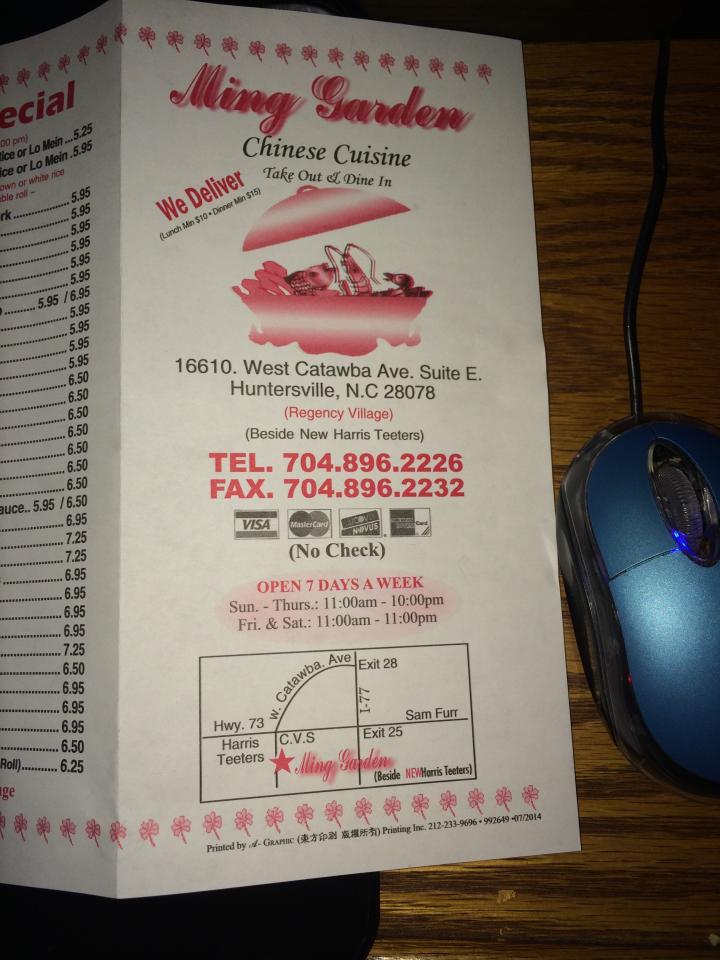 ecial
00 pm)
ice or Lo Mein ...5.25
ice or Lo Mein .5.95
own or white rice
ble roll ~
rk................ 5.95
5.95
5.95
5.95
5.95
5.95
5.95 / 6.95
5.95
5.95
5.95
5.95
6.50
6.50
6.50
6.50
6.50
6.50
6.50
auce.. 5.95 / 6.50
6.95
7.25
7.25
6.95
6.95
6.95
6.95
7.25
6.50
6.95
6.95
6.95
6.50
Roll)............ 6.25
ge
Ming Garden
Chinese Cuisine
Take Out & Dine In
We Deliver
(Lunch Min $10 • Dinner Min $15)
16610. West Catawba Ave. Suite E.
Huntersville, N.C 28078
(Regency Village)
(Beside New Harris Teeters)
TEL. 704.896.2226
FAX. 704.896.2232
VISA MasterCard DISCOVER NOVUS Card
(No Check)
OPEN 7 DAYS A WEEK
Sun. - Thurs.: 11:00am - 10:00pm
Fri. & Sat.: 11:00am - 11:00pm
W. Catawba. Ave
Exit 28
I-77
Hwy. 73
Sam Furr
Harris
Teeters
C.V.S
Exit 25
Ming Garden
(Beside NEW Harris Teeters)
Printed by A- GRAPHIC (東方印刷 版權所有) Printing Inc. 212-233-9696 • 992649 •07/2014